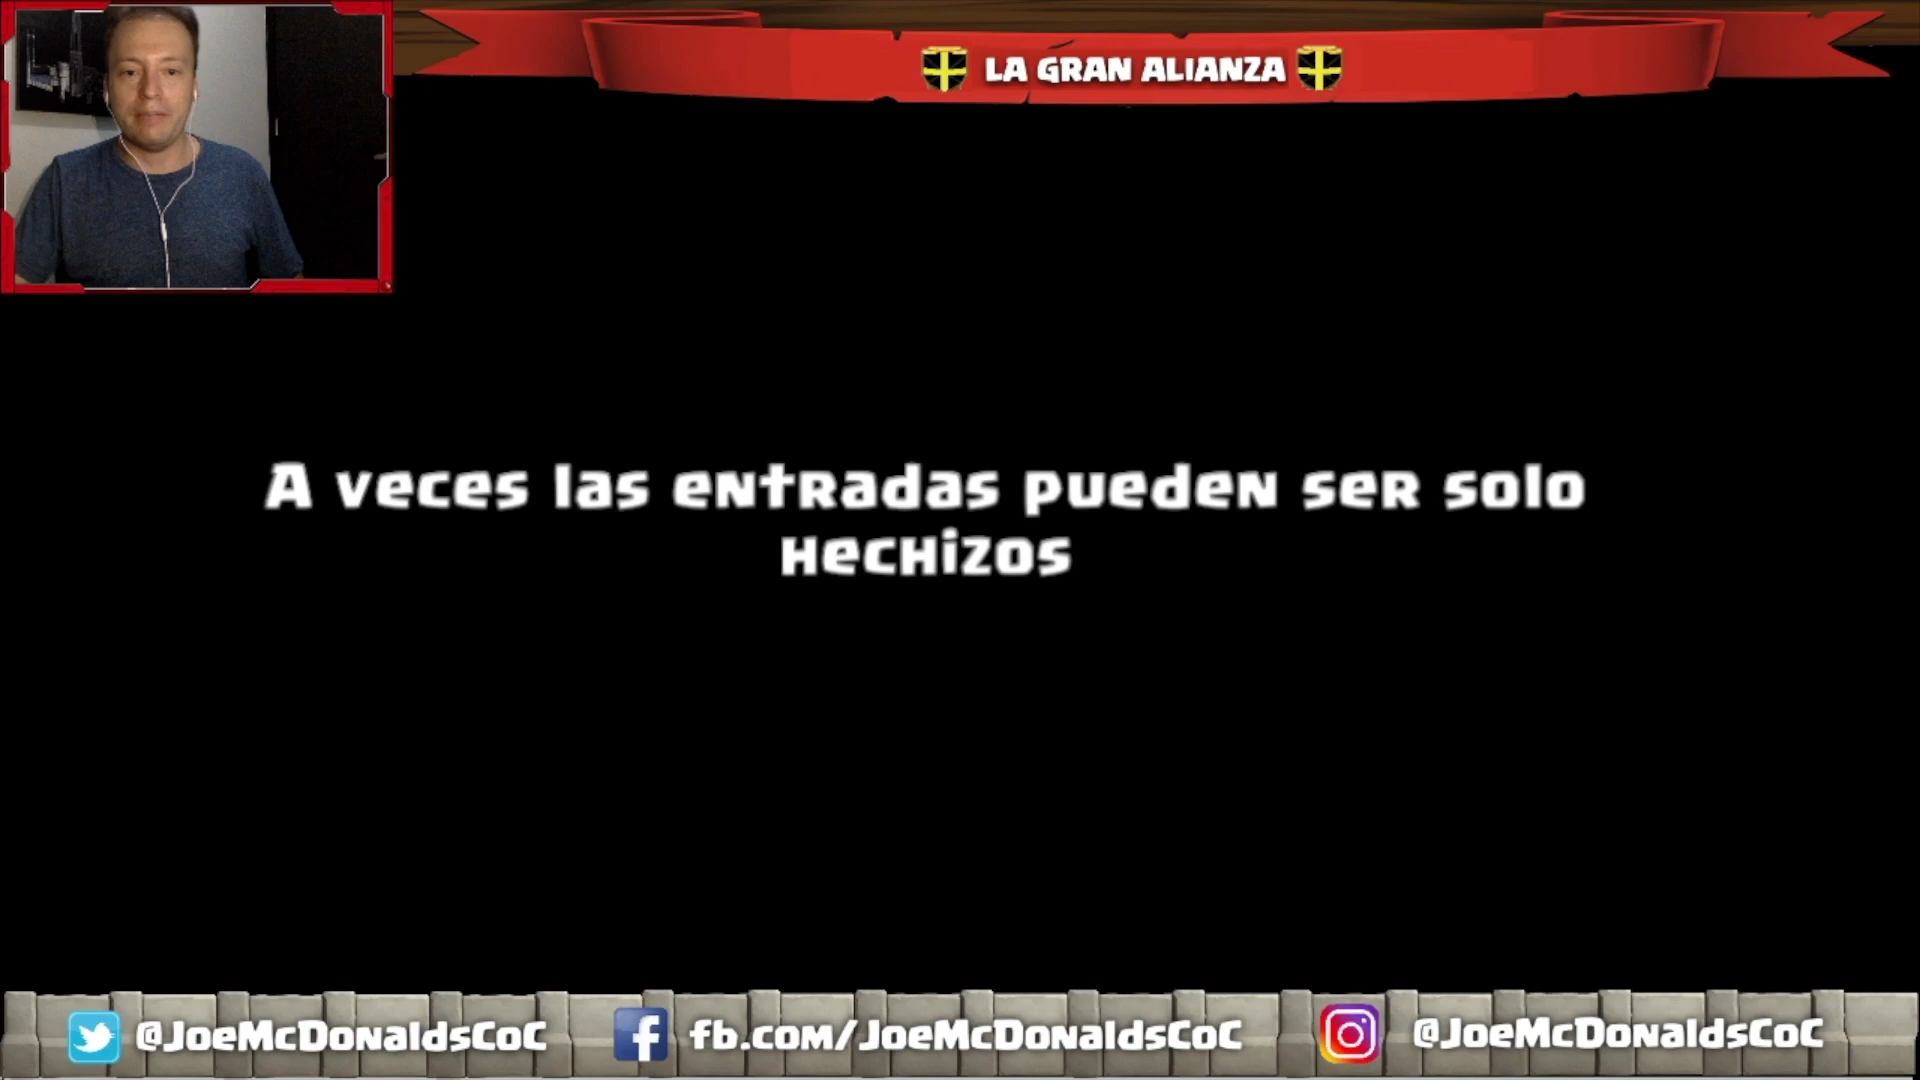 LA GRAN ALIANZA
A veces las entradas pueden ser solo
hechizos
@JoeMcDonaldsCoC
fb.com/JoeMcDonaldsCoC
@JoeMcDonaldsCoC